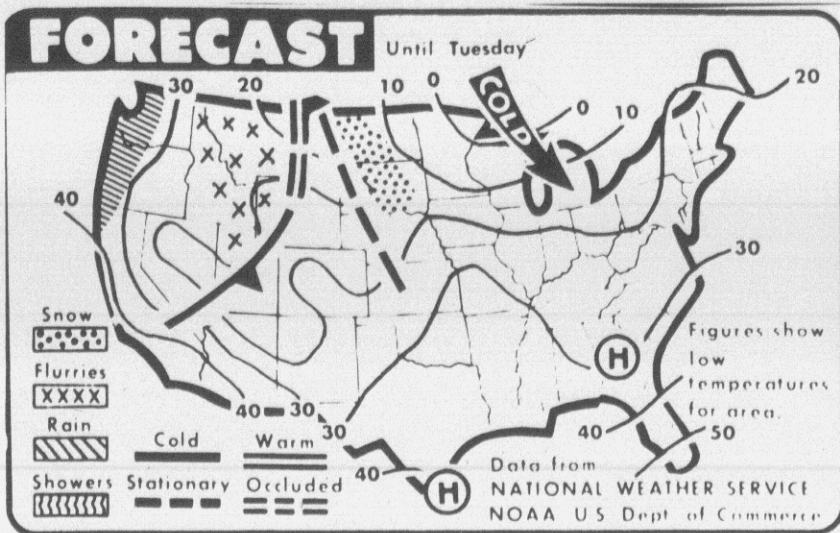 FORECAST
Until Tuesday
30
20
10
0
COLD
0
10
20
40
30
Snow
Flurries
Rain
Showers
Cold
Warm
Stationary
Occluded
40
30
30
40
H
H
40
50
Figures show
low
temperatures
for area.
Data from
NATIONAL WEATHER SERVICE
NOAA US Dept of Commerce